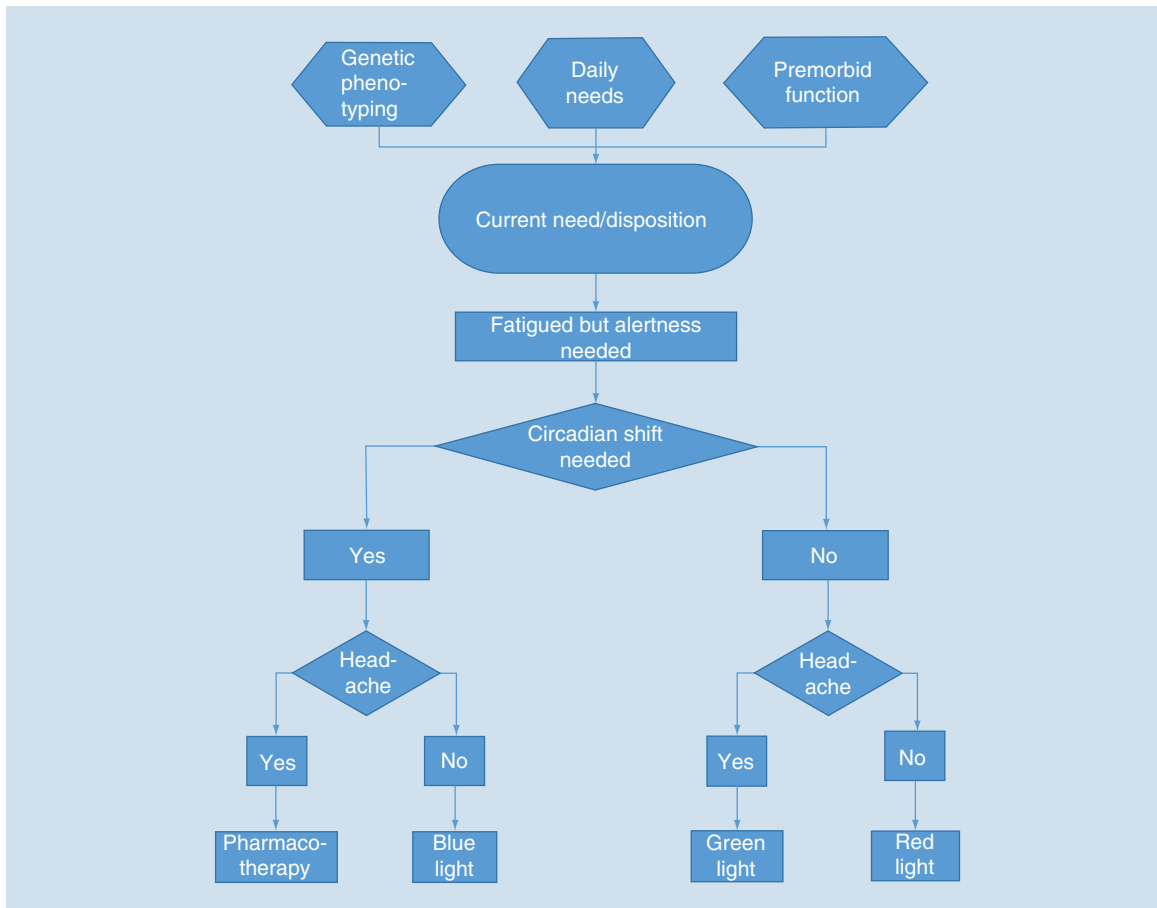 Genetic
pheno-
typing
Daily
needs
Premorbid
function
Current need/disposition
Fatigued but alertness
needed
Circadian shift
needed
Yes
No
Head-
ache
Head-
ache
Yes
No
Yes
No
Pharmaco-
therapy
Blue
light
Green
light
Red
light